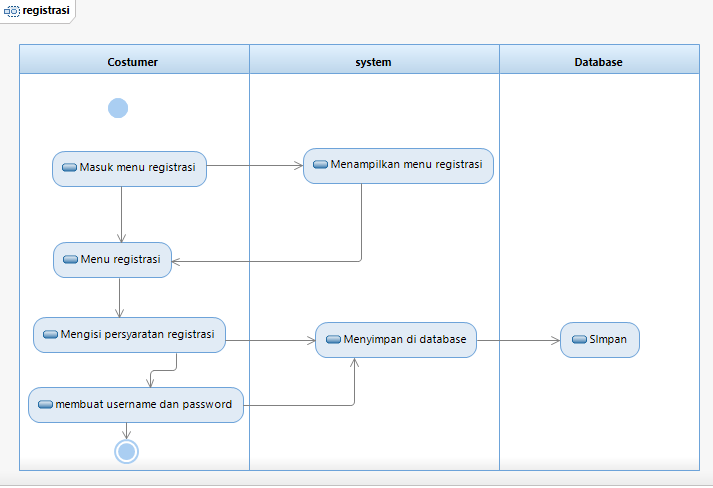 registrasi
Costumer
system
Database
Masuk menu registrasi
Menampilkan menu registrasi
Menu registrasi
Mengisi persyaratan registrasi
Menyimpan di database
SImpan
membuat username dan password